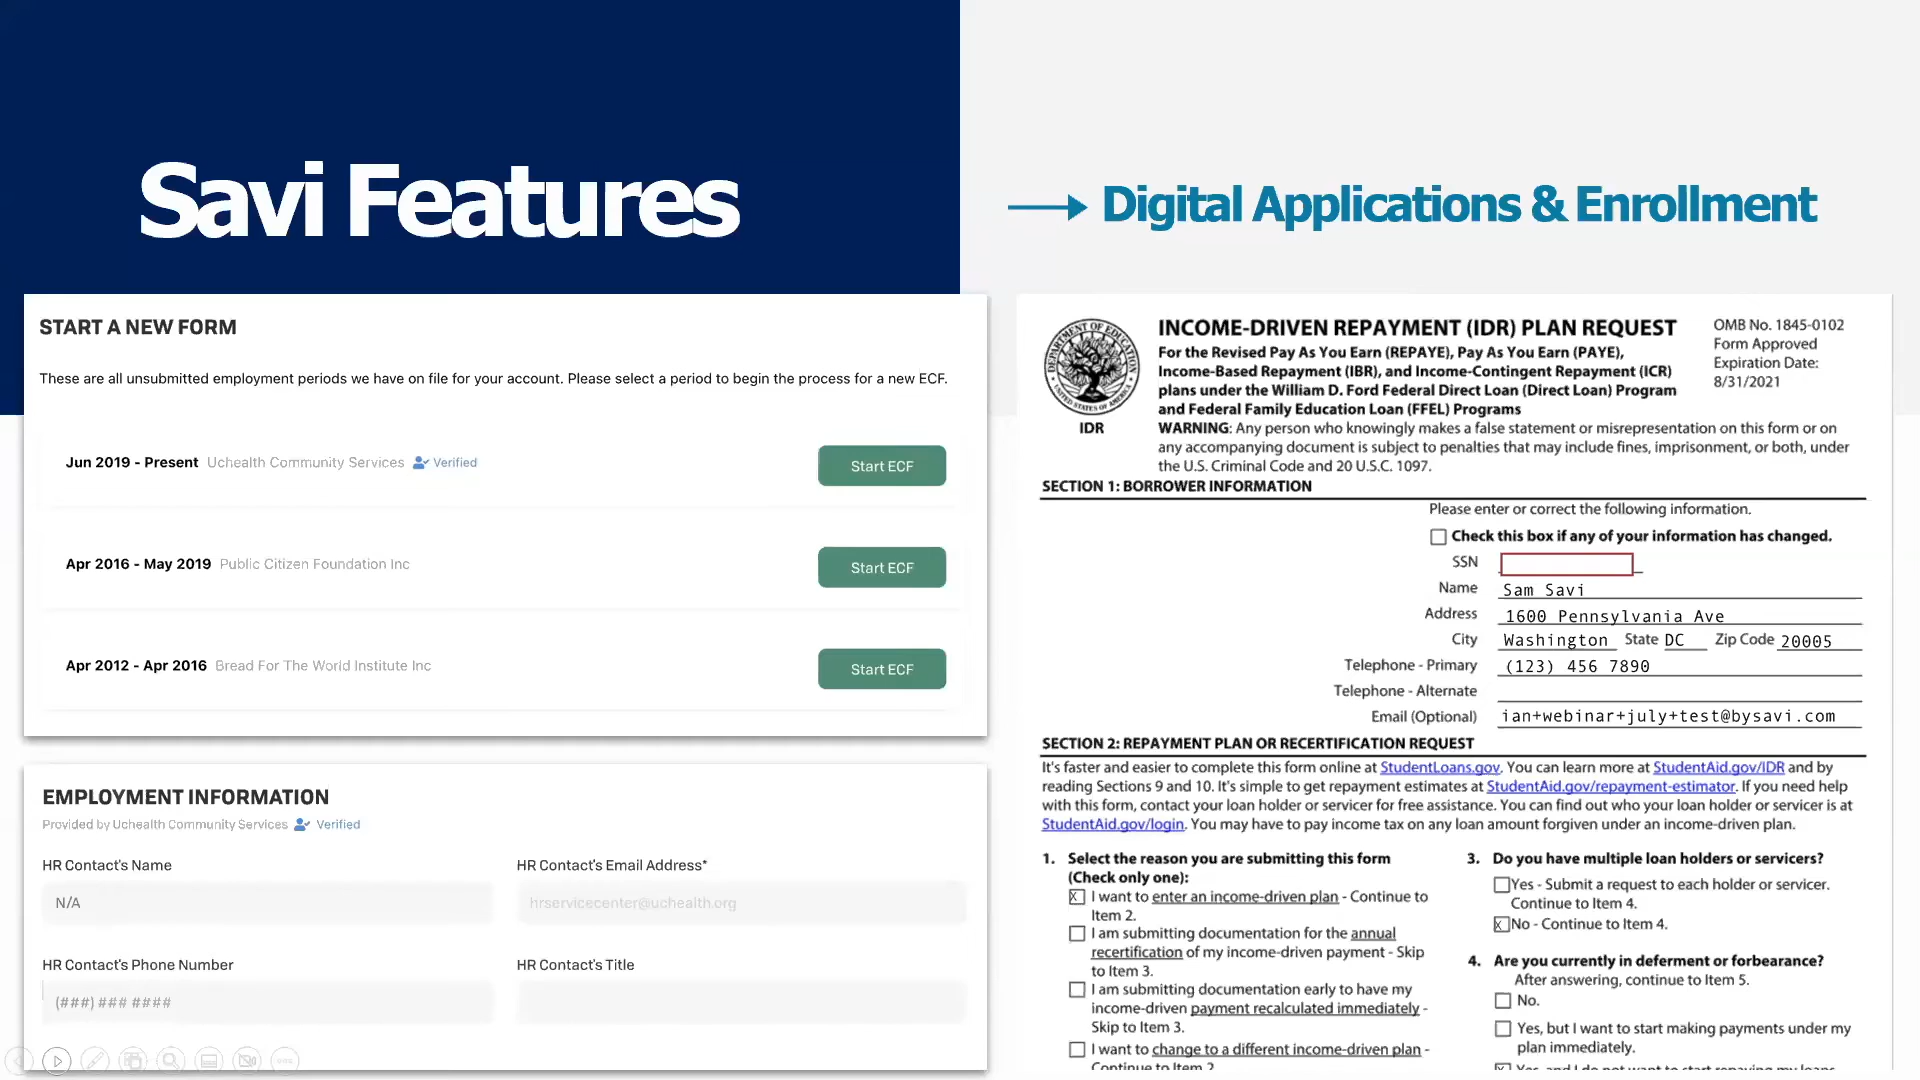 Savi Features
Digital Applications & Enrollment
START A NEW FORM
These are all unsubmitted employment periods we have on file for your account. Please select a period to begin the process for a new ECF.
Jun 2019 - Present Uchealth Community Services Verified
Start ECF
Apr 2016 - May 2019 Public Citizen Foundation Inc
Start ECF
Apr 2012 - Apr 2016 Bread For The World Institute Inc
Start ECF
EMPLOYMENT INFORMATION
Provided by Uchealth Community Services Verified
HR Contact's Name
HR Contact's Email Address*
N/A
hrservicecenter@uchealth.org
HR Contact's Phone Number
HR Contact's Title
(###) ### ####
DEPARTMENT OF EDUCATION
UNITED STATES OF AMERICA
IDR
INCOME-DRIVEN REPAYMENT (IDR) PLAN REQUEST
For the Revised Pay As You Earn (REPAYE), Pay As You Earn (PAYE),
Income-Based Repayment (IBR), and Income-Contingent Repayment (ICR)
plans under the William D. Ford Federal Direct Loan (Direct Loan) Program
and Federal Family Education Loan (FFEL) Programs
OMB No. 1845-0102
Form Approved
Expiration Date:
8/31/2021
WARNING: Any person who knowingly makes a false statement or misrepresentation on this form or on
any accompanying document is subject to penalties that may include fines, imprisonment, or both, under
the U.S. Criminal Code and 20 U.S.C. 1097.
SECTION 1: BORROWER INFORMATION
Please enter or correct the following information.
Check this box if any of your information has changed.
SSN
Name Sam Savi
Address 1600 Pennsylvania Ave
City Washington State DC Zip Code 20005
Telephone - Primary (123) 456 7890
Telephone - Alternate
Email (Optional) ian+webinar+july+test@bysavi.com
SECTION 2: REPAYMENT PLAN OR RECERTIFICATION REQUEST
It's faster and easier to complete this form online at StudentLoans.gov. You can learn more at StudentAid.gov/IDR and by
reading Sections 9 and 10. It's simple to get repayment estimates at StudentAid.gov/repayment-estimator. If you need help
with this form, contact your loan holder or servicer for free assistance. You can find out who your loan holder or servicer is at
StudentAid.gov/login. You may have to pay income tax on any loan amount forgiven under an income-driven plan.
1. Select the reason you are submitting this form
(Check only one):
X I want to enter an income-driven plan - Continue to
Item 2.
I am submitting documentation for the annual
recertification of my income-driven payment - Skip
to Item 3.
I am submitting documentation early to have my
income-driven payment recalculated immediately -
Skip to Item 3.
I want to change to a different income-driven plan -
Continue to Item 2
3. Do you have multiple loan holders or servicers?
Yes - Submit a request to each holder or servicer.
Continue to Item 4.
X No - Continue to Item 4.
4. Are you currently in deferment or forbearance?
After answering, continue to Item 5.
No.
Yes, but I want to start making payments under my
plan immediately.
X Yes, and I do not want to start repaying my loans